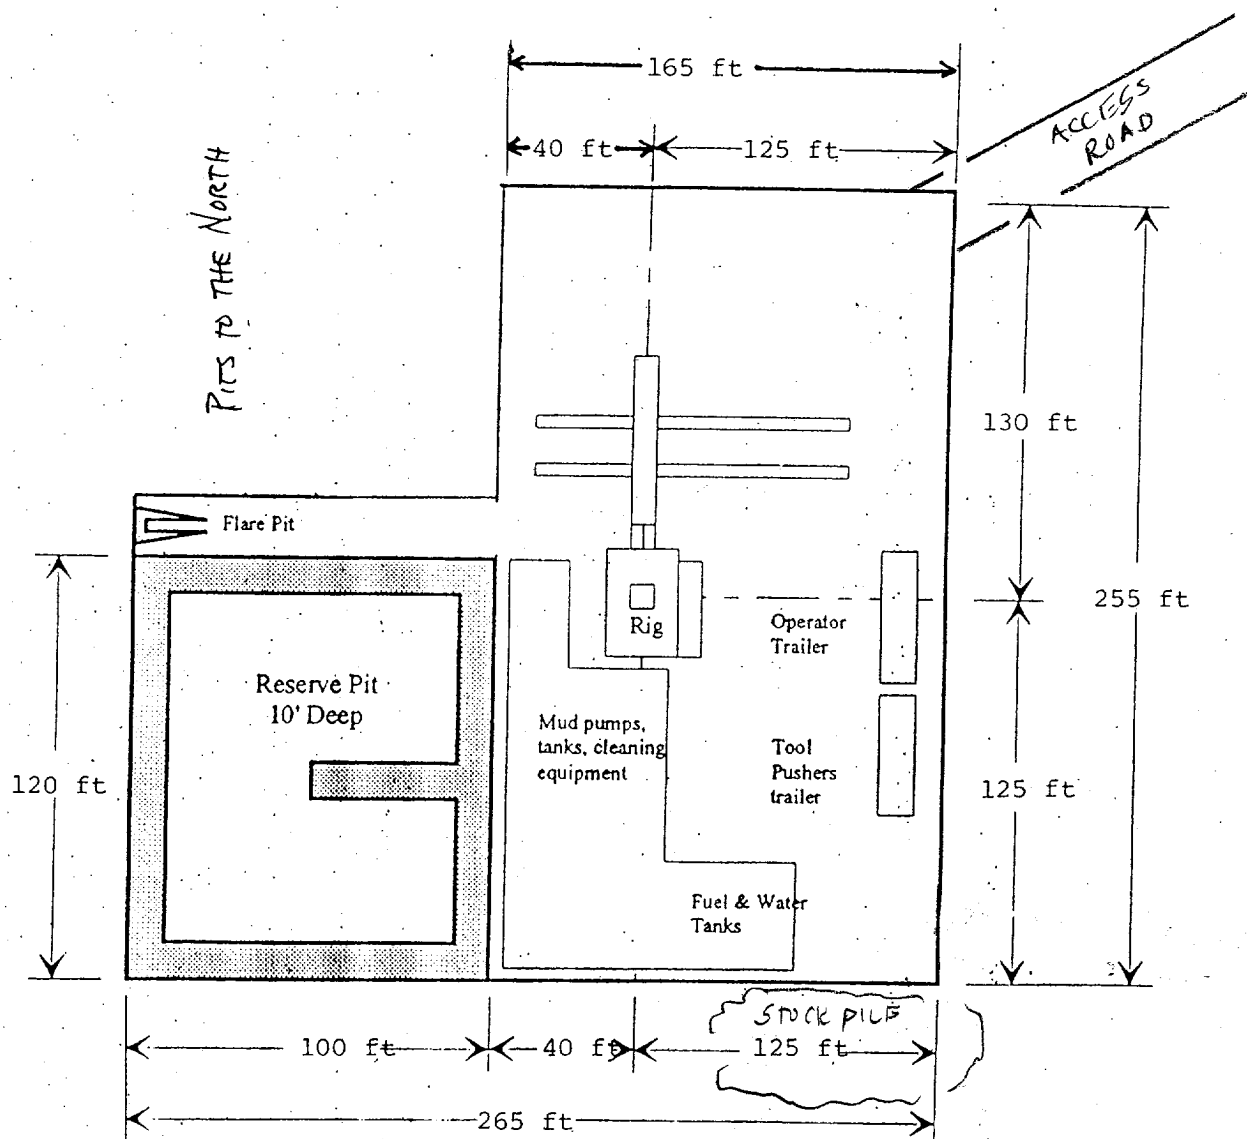 165 ft
40 ft
125 ft
ACCESS
ROAD
PITS TO THE NORTH
130 ft
Flare Pit
255 ft
Rig
Operator
Trailer
Reserve Pit
10' Deep
Mud pumps,
tanks, cleaning
equipment
Tool
Pushers
trailer
120 ft
125 ft
Fuel & Water
Tanks
STOCK PILE
100 ft
40 ft
125 ft
265 ft